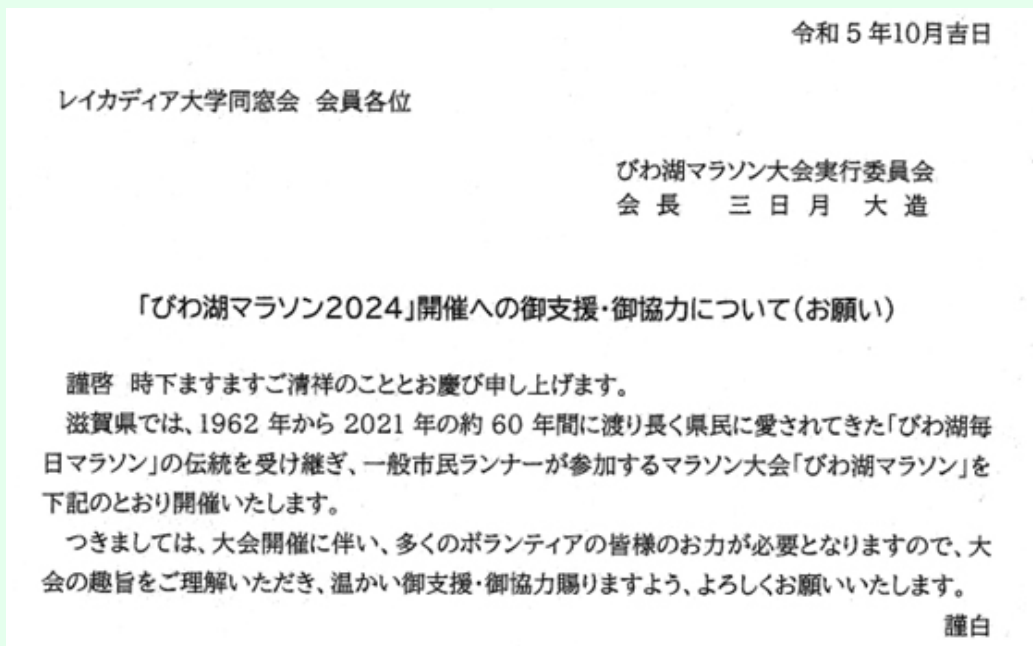 令和5年10月吉日
レイカディア大学同窓会 会員各位
びわ湖マラソン大会実行委員会
会 長 三 日 月 大 造
「びわ湖マラソン2024」開催への御支援・御協力について(お願い)
謹啓 時下ますますご清祥のこととお慶び申し上げます。
滋賀県では、1962 年から 2021 年の約 60 年間に渡り長く県民に愛されてきた「びわ湖毎
日マラソン」の伝統を受け継ぎ、一般市民ランナーが参加するマラソン大会「びわ湖マラソン」を
下記のとおり開催いたします。
つきましては、大会開催に伴い、多くのボランティアの皆様のお力が必要となりますので、大
会の趣旨をご理解いただき、温かい御支援・御協力賜りますよう、よろしくお願いいたします。
謹白